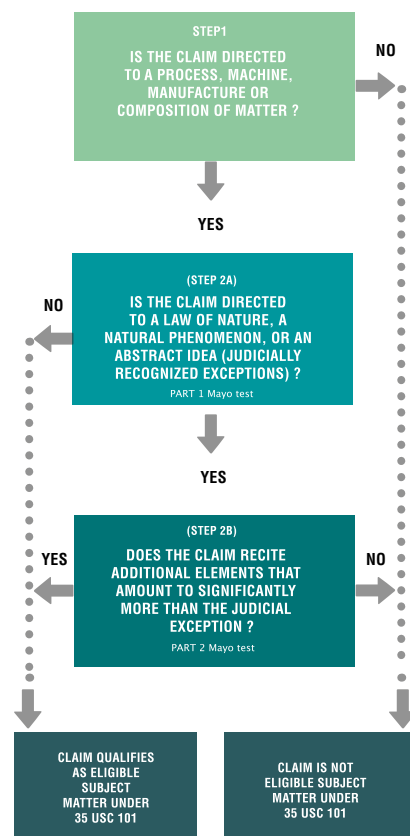 STEP1
IS THE CLAIM DIRECTED
TO A PROCESS, MACHINE,
MANUFACTURE OR
COMPOSITION OF MATTER ?
NO
YES
(STEP 2A)
IS THE CLAIM DIRECTED
TO A LAW OF NATURE, A
NATURAL PHENOMENON, OR AN
ABSTRACT IDEA (JUDICIALLY
RECOGNIZED EXCEPTIONS) ?
PART 1 Mayo test
NO
YES
(STEP 2B)
DOES THE CLAIM RECITE
ADDITIONAL ELEMENTS THAT
AMOUNT TO SIGNIFICANTLY
MORE THAN THE JUDICIAL
EXCEPTION ?
PART 2 Mayo test
YES
NO
CLAIM QUALIFIES
AS ELIGIBLE
SUBJECT
MATTER UNDER
35 USC 101
CLAIM IS NOT
ELIGIBLE SUBJECT
MATTER UNDER
35 USC 101